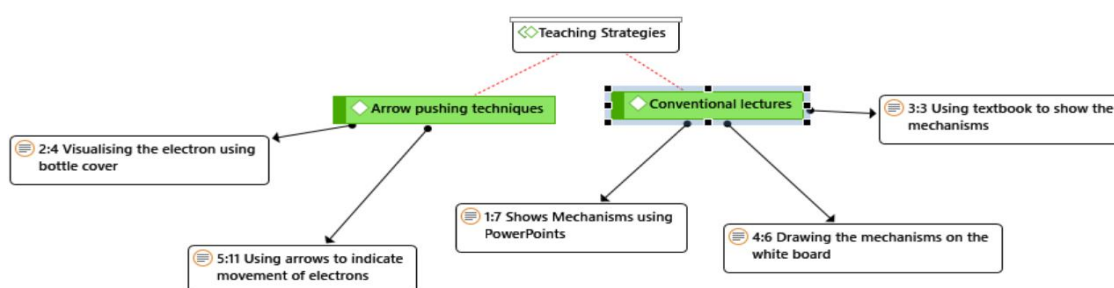 Teaching Strategies
Arrow pushing techniques
Conventional lectures
3:3 Using textbook to show the
mechanisms
2:4 Visualising the electron using
bottle cover
1:7 Shows Mechanisms using
PowerPoints
4:6 Drawing the mechanisms on the
white board
5:11 Using arrows to indicate
movement of electrons